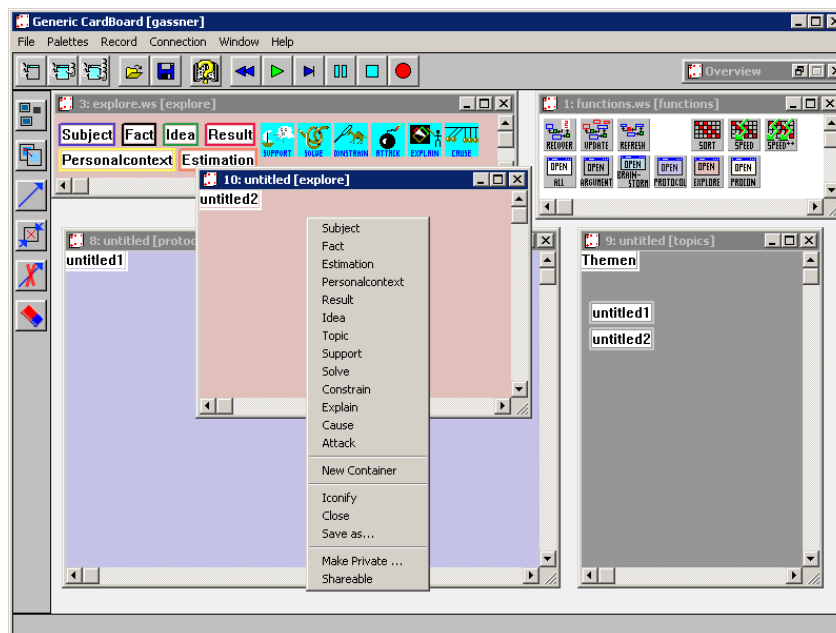 Generic CardBoard [gassner]
File Palettes Record Connection Window Help
Overview
3: explore.ws [explore]
Subject Fact Idea Result
SUPPORT SOLVE CONSTRAIN ATTACK EXPLAIN CAUSE
Personalcontext Estimation
1: functions.ws [functions]
RECOVER UPDATE REFRESH SORT SPEED SPEED++
OPEN OPEN OPEN OPEN OPEN OPEN
ALL ARGUMENT BRAIN-STORM PROTOCOL EXPLORE PROCON
10: untitled [explore]
untitled2
Subject
Fact
Estimation
Personalcontext
Result
Idea
Topic
Support
Solve
Constrain
Explain
Cause
Attack
New Container
Iconify
Close
Save as...
Make Private ...
Shareable
8: untitled [protoc
untitled1
9: untitled [topics]
Themen
untitled1
untitled2